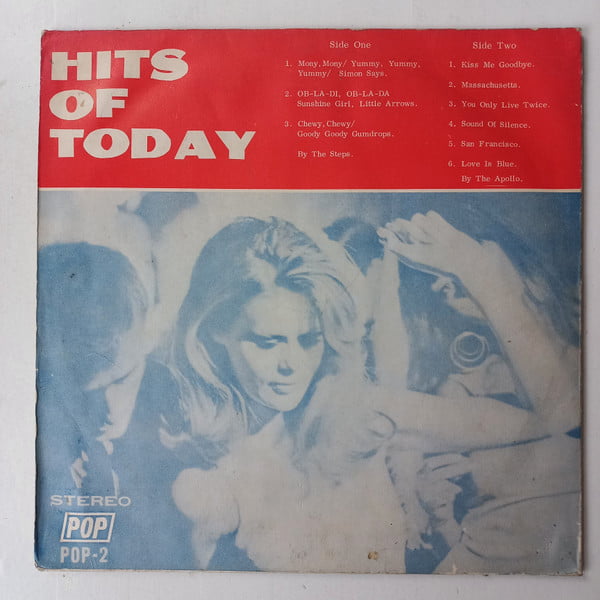 HITS
OF
TODAY
Side One
1. Mony, Mony/ Yummy, Yummy,
Yummy/ Simon Says.
2. OB-LA-DI, OB-LA-DA
Sunshine Girl, Little Arrows.
3. Chewy, Chewy/
Goody Goody Gumdrops.
By The Steps.
Side Two
1. Kiss Me Goodbye.
2. Massachusetts.
3. You Only Live Twice.
4. Sound Of Silence.
5. San Francisco.
6. Love Is Blue.
By The Apollo.
STEREO
POP
POP-2